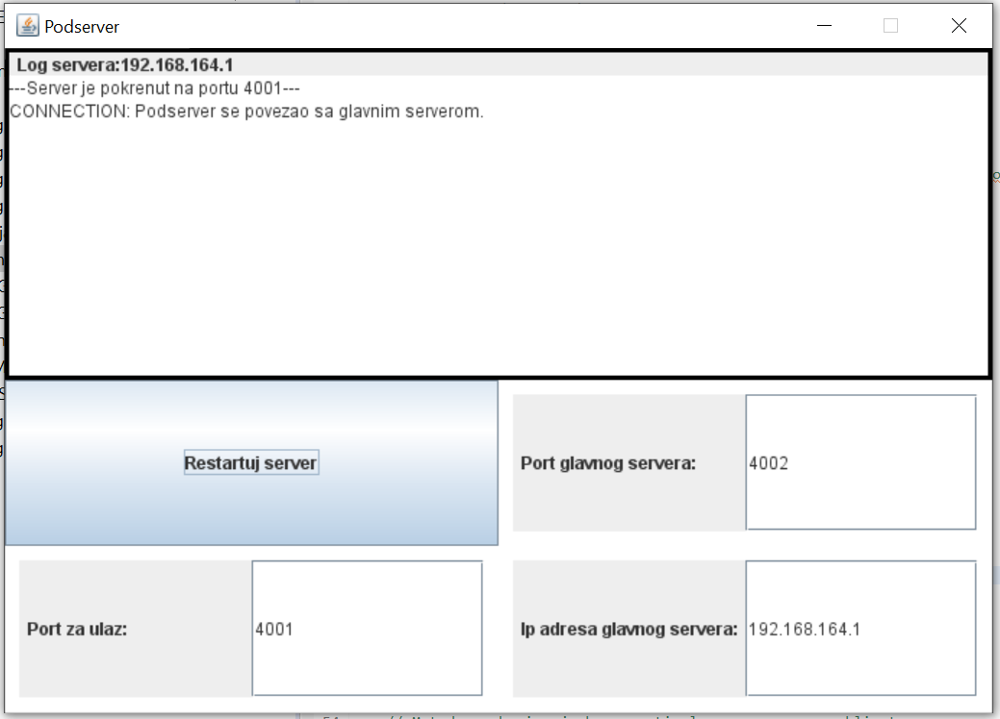 Podserver
Log servera:192.168.164.1
---Server je pokrenut na portu 4001---
CONNECTION: Podserver se povezao sa glavnim serverom.
Restartuj server
Port glavnog servera:
4002
Port za ulaz:
4001
Ip adresa glavnog servera:
192.168.164.1